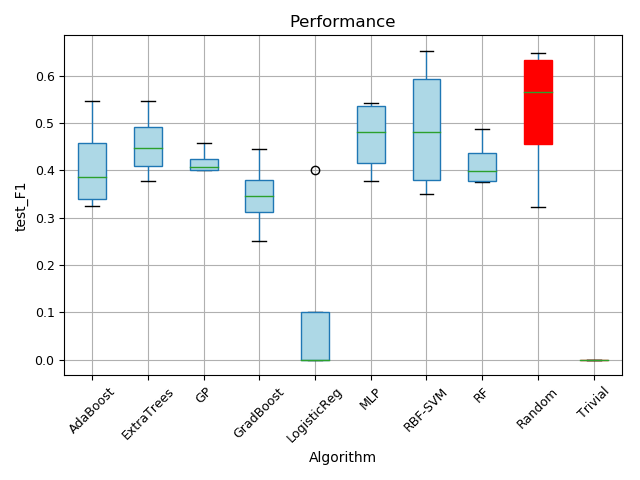 Performance
test_F1
0.6
0.5
0.4
0.3
0.2
0.1
0.0
AdaBoost
ExtraTrees
GP
GradBoost
LogisticReg
MLP
RBF-SVM
RF
Random
Trivial
Algorithm